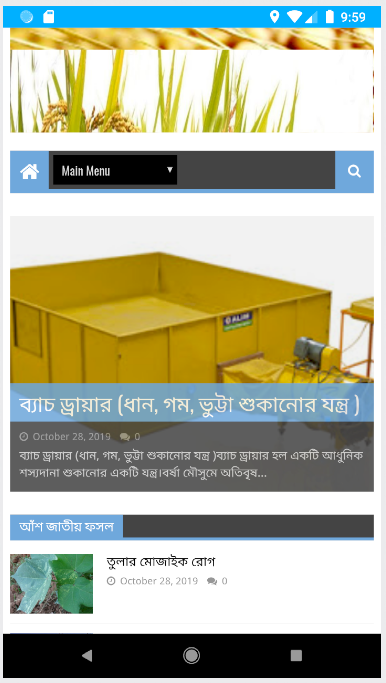 9:59
Main Menu
ALIM
ব্যাচ ড্রায়ার (ধান, গম, ভুট্টা শুকানোর যন্ত্র )
October 28, 2019 0
ব্যাচ ড্রায়ার (ধান, গম, ভুট্টা শুকানোর যন্ত্র )ব্যাচ ড্রায়ার হল একটি আধুনিক
শস্যদানা শুকানোর একটি যন্ত্র।বর্ষা মৌসুমে অতিবৃষ...
আঁশ জাতীয় ফসল
তুলার মোজাইক রোগ
October 28, 2019 0